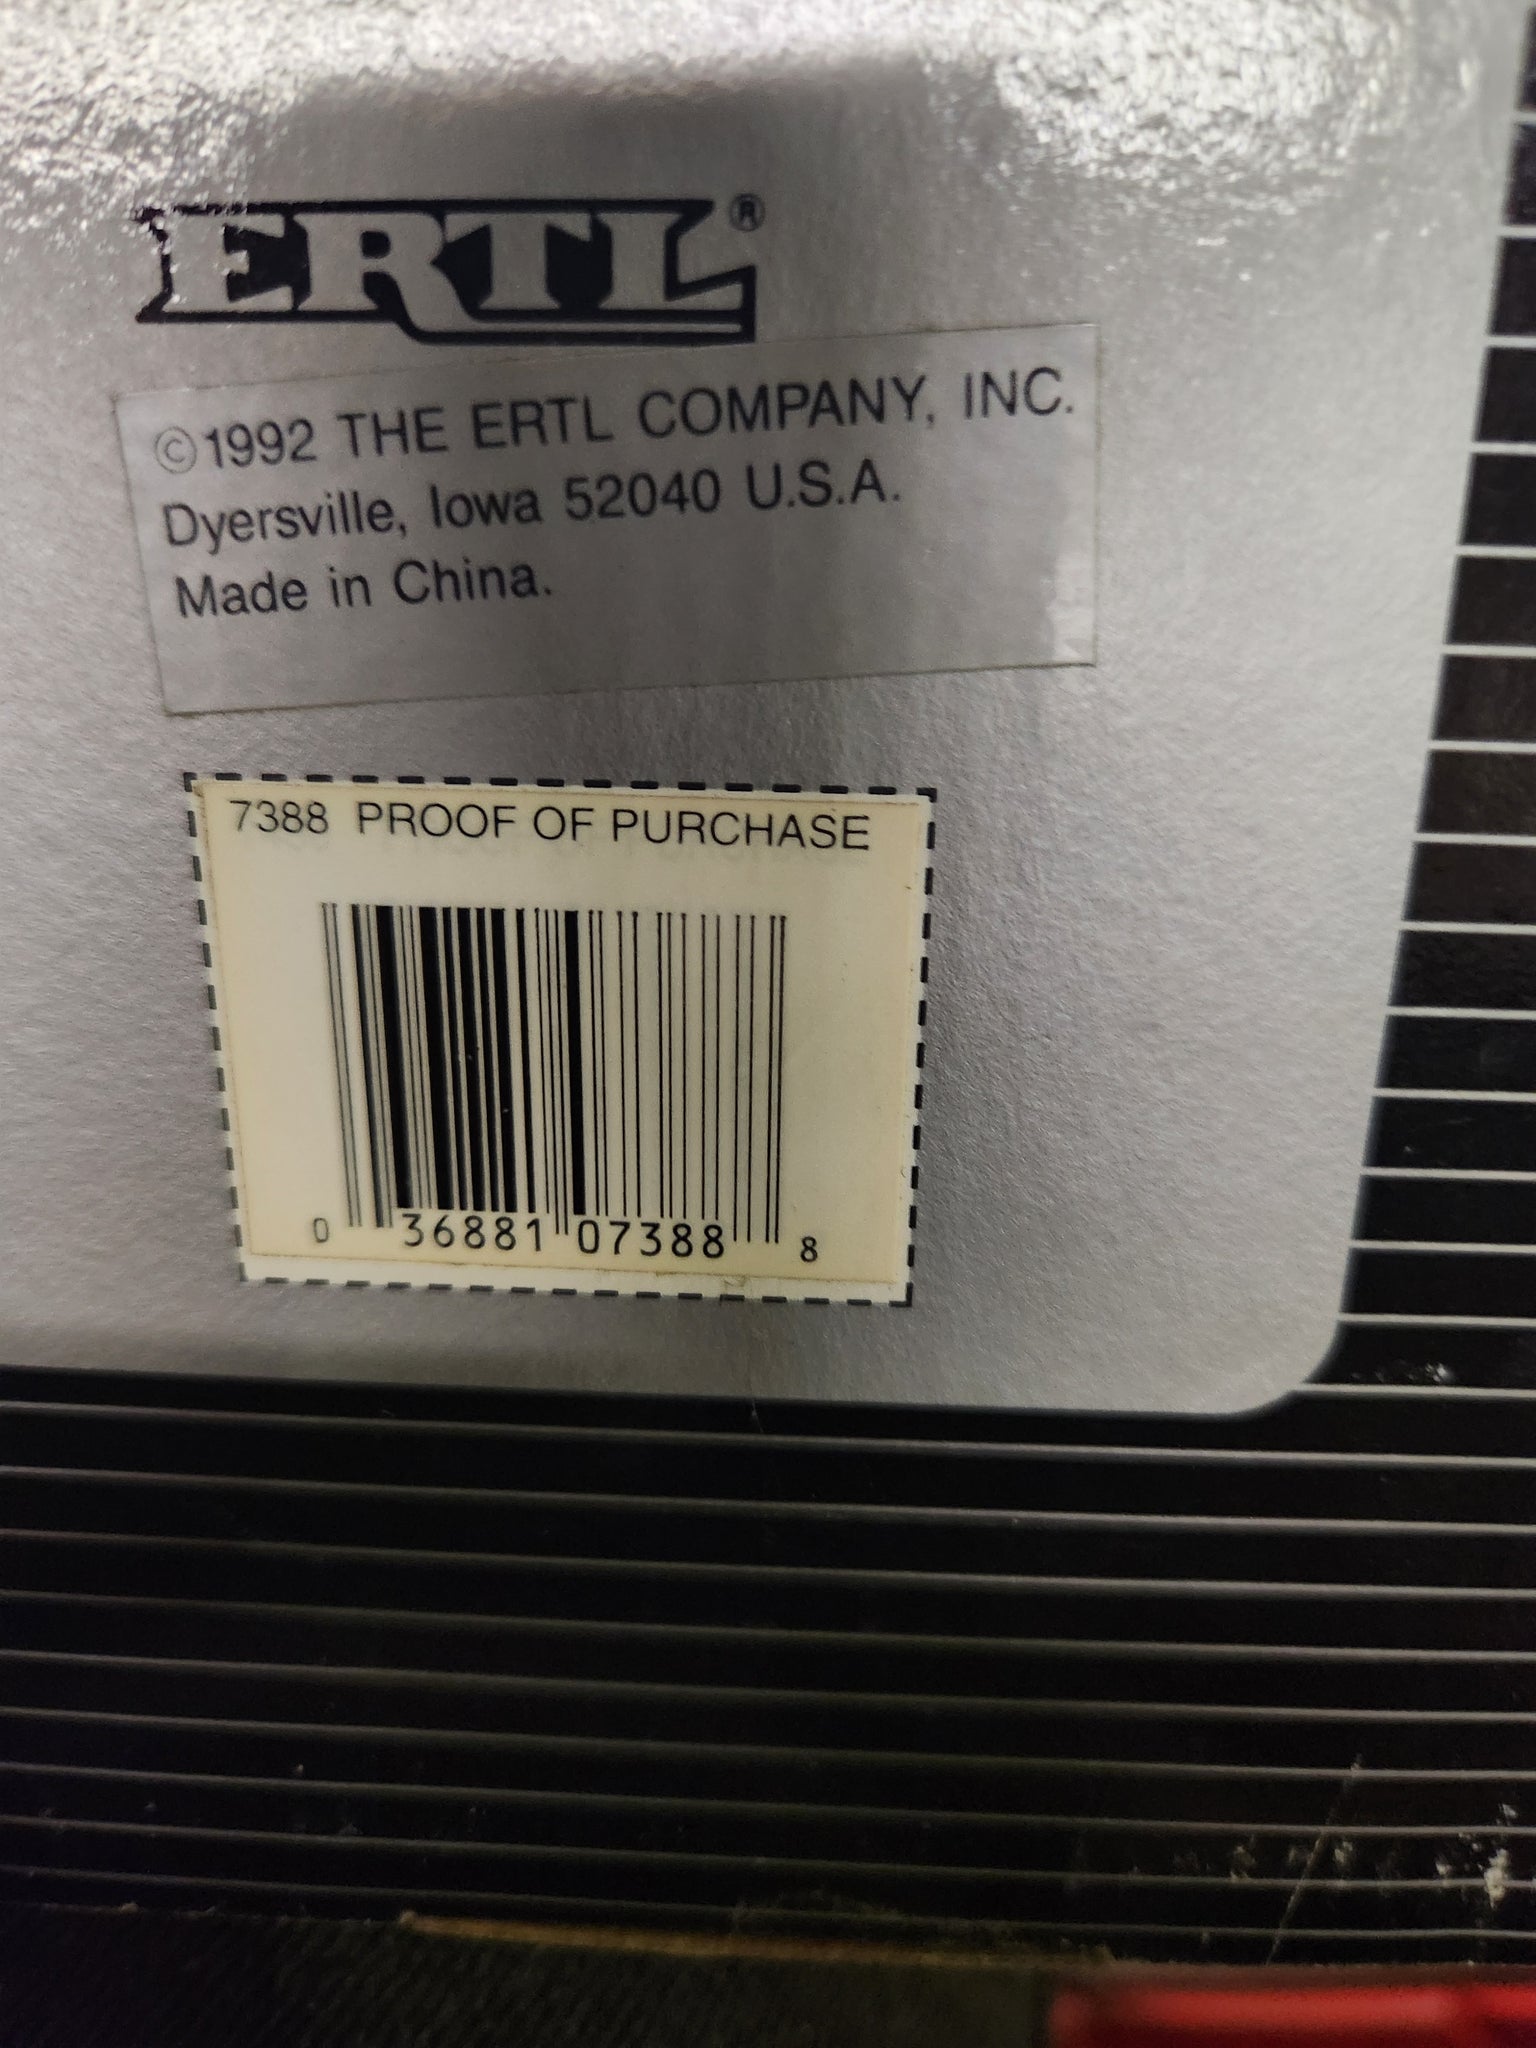 ERTL®
©1992 THE ERTL COMPANY, INC.
Dyersville, Iowa 52040 U.S.A.
Made in China.
7388 PROOF OF PURCHASE
0 36881 07388 8